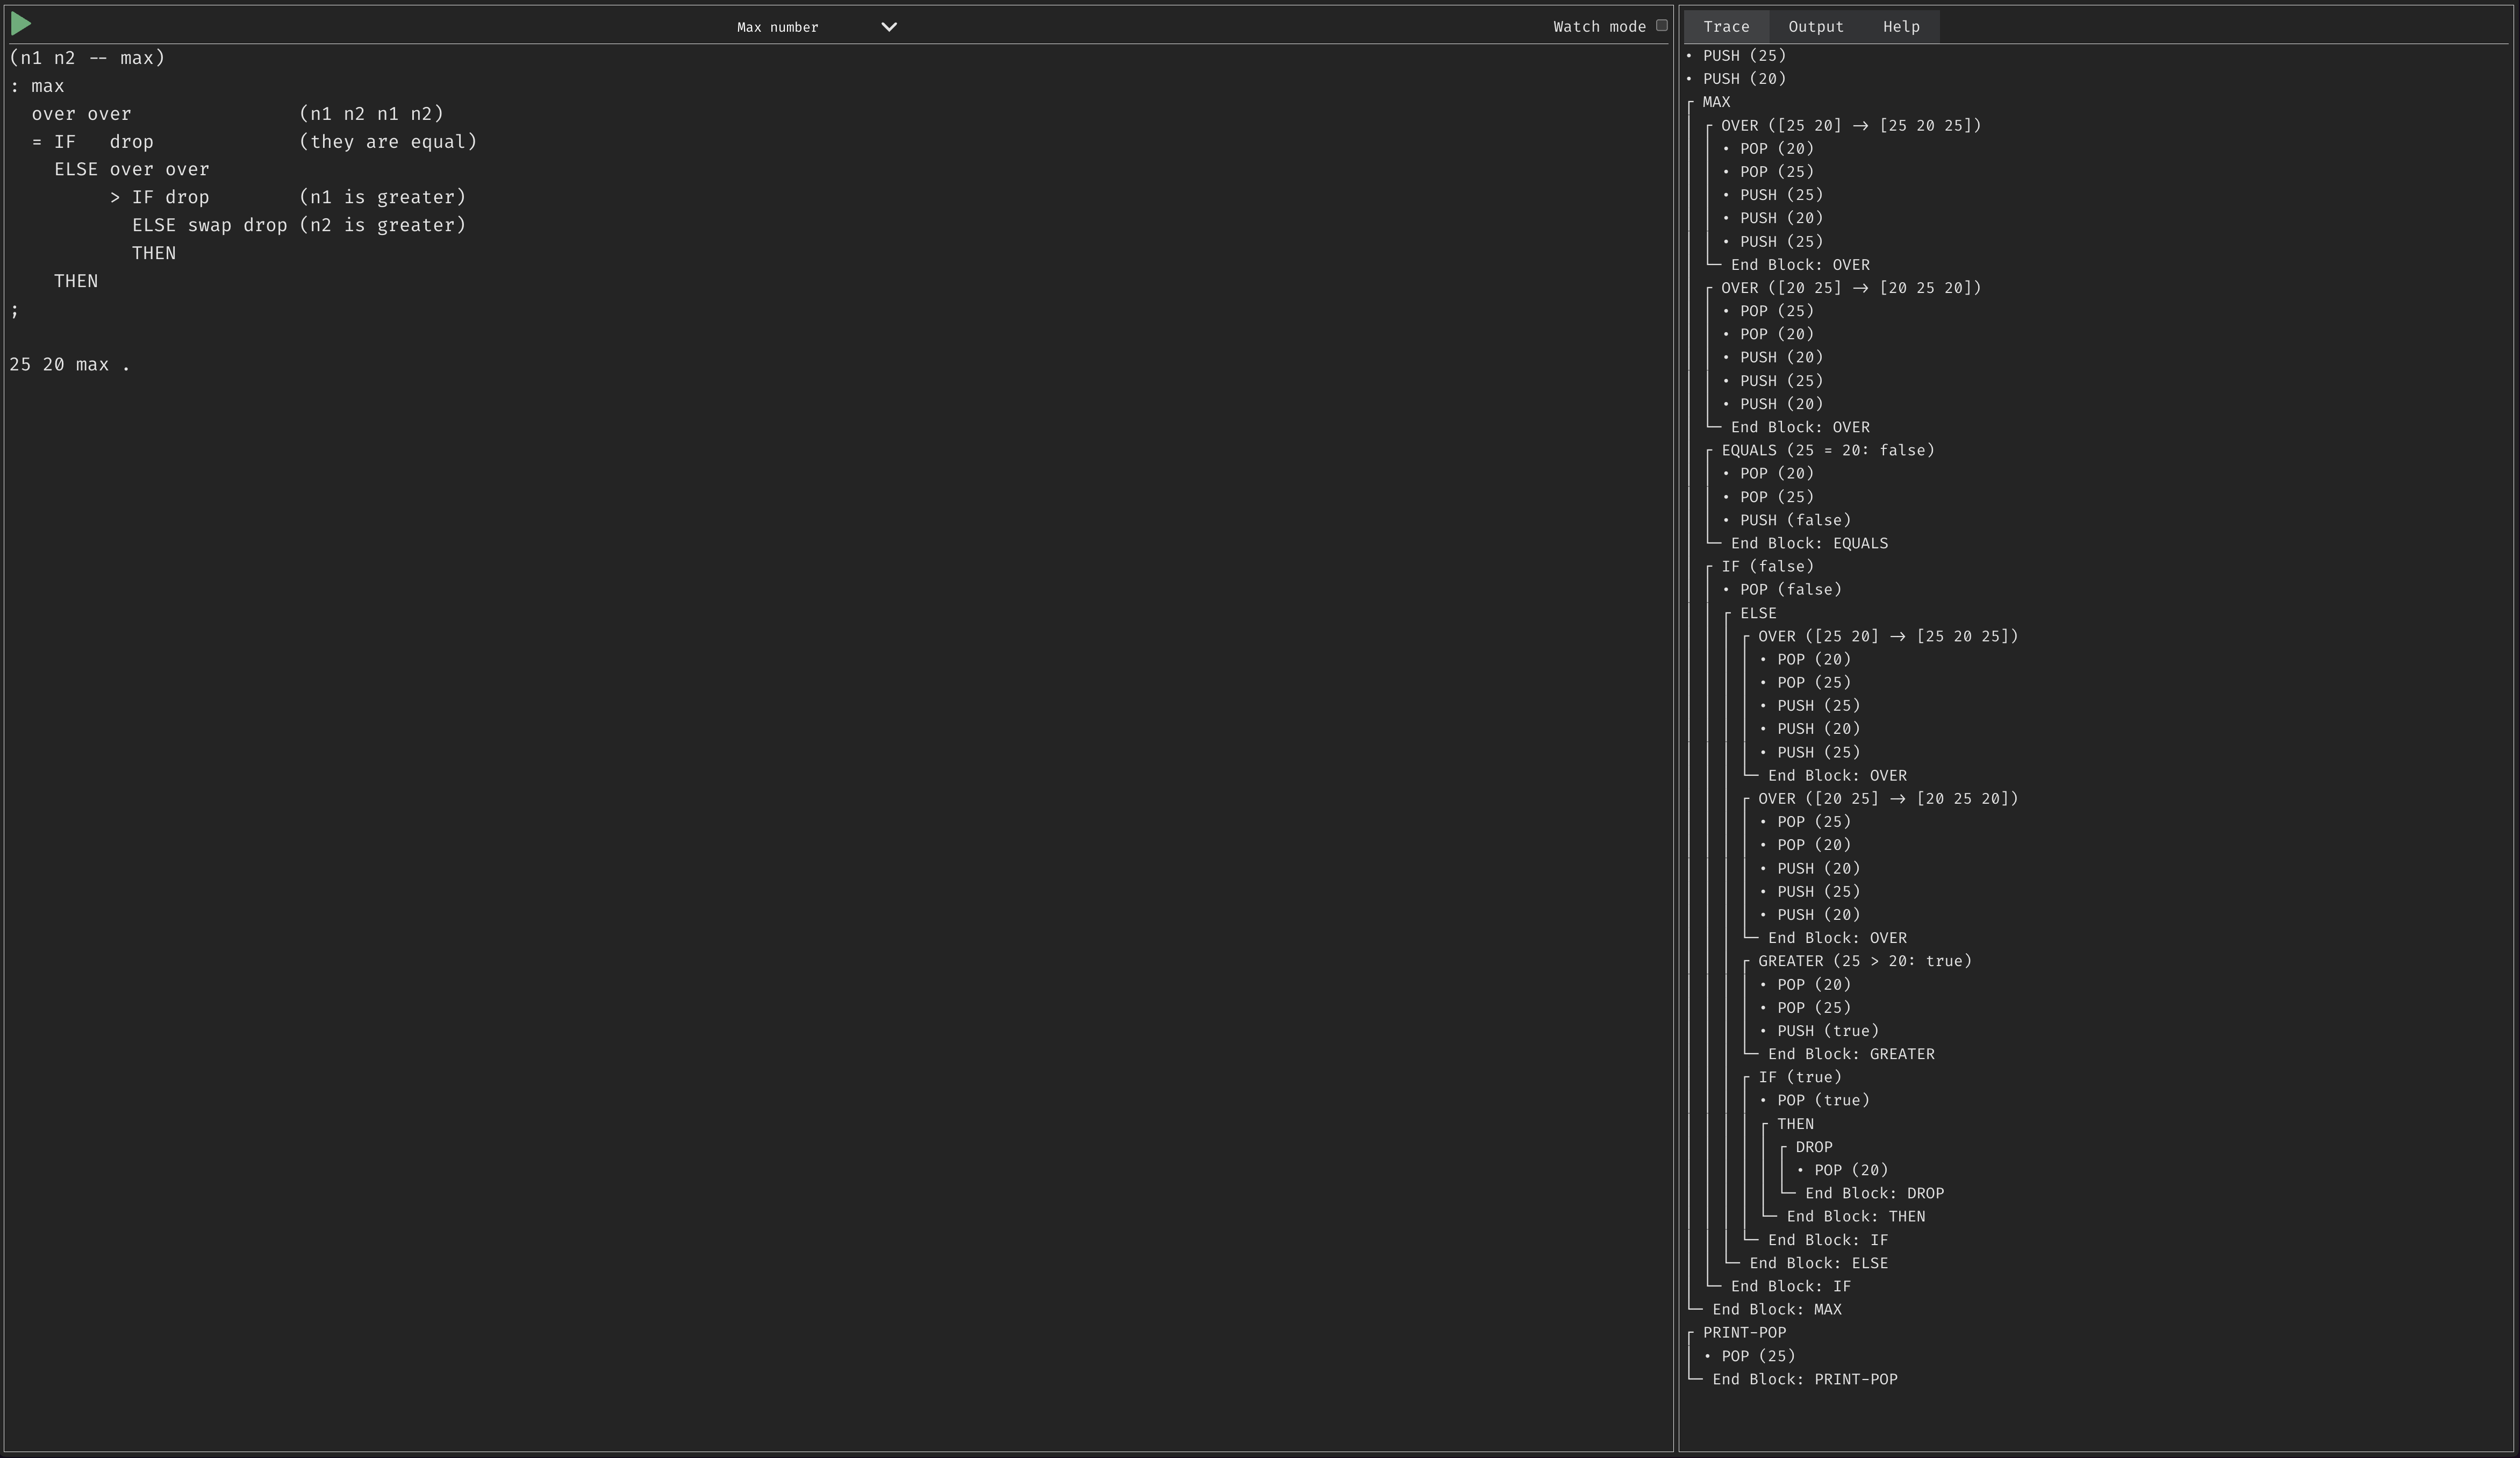 Max number
Watch mode
(n1 n2 -- max)
: max
  over over               (n1 n2 n1 n2)
  = IF   drop             (they are equal)
    ELSE over over
         > IF drop        (n1 is greater)
           ELSE swap drop (n2 is greater)
           THEN
    THEN
;

25 20 max .
Trace Output Help
• PUSH (25)
• PUSH (20)
MAX
OVER ([25 20] → [25 20 25])
• POP (20)
• POP (25)
• PUSH (25)
• PUSH (20)
• PUSH (25)
End Block: OVER
OVER ([20 25] → [20 25 20])
• POP (25)
• POP (20)
• PUSH (20)
• PUSH (25)
• PUSH (20)
End Block: OVER
EQUALS (25 = 20: false)
• POP (20)
• POP (25)
• PUSH (false)
End Block: EQUALS
IF (false)
• POP (false)
ELSE
OVER ([25 20] → [25 20 25])
• POP (20)
• POP (25)
• PUSH (25)
• PUSH (20)
• PUSH (25)
End Block: OVER
OVER ([20 25] → [20 25 20])
• POP (25)
• POP (20)
• PUSH (20)
• PUSH (25)
• PUSH (20)
End Block: OVER
GREATER (25 > 20: true)
• POP (20)
• POP (25)
• PUSH (true)
End Block: GREATER
IF (true)
• POP (true)
THEN
DROP
• POP (20)
End Block: DROP
End Block: THEN
End Block: IF
End Block: ELSE
End Block: IF
End Block: MAX
PRINT-POP
• POP (25)
End Block: PRINT-POP